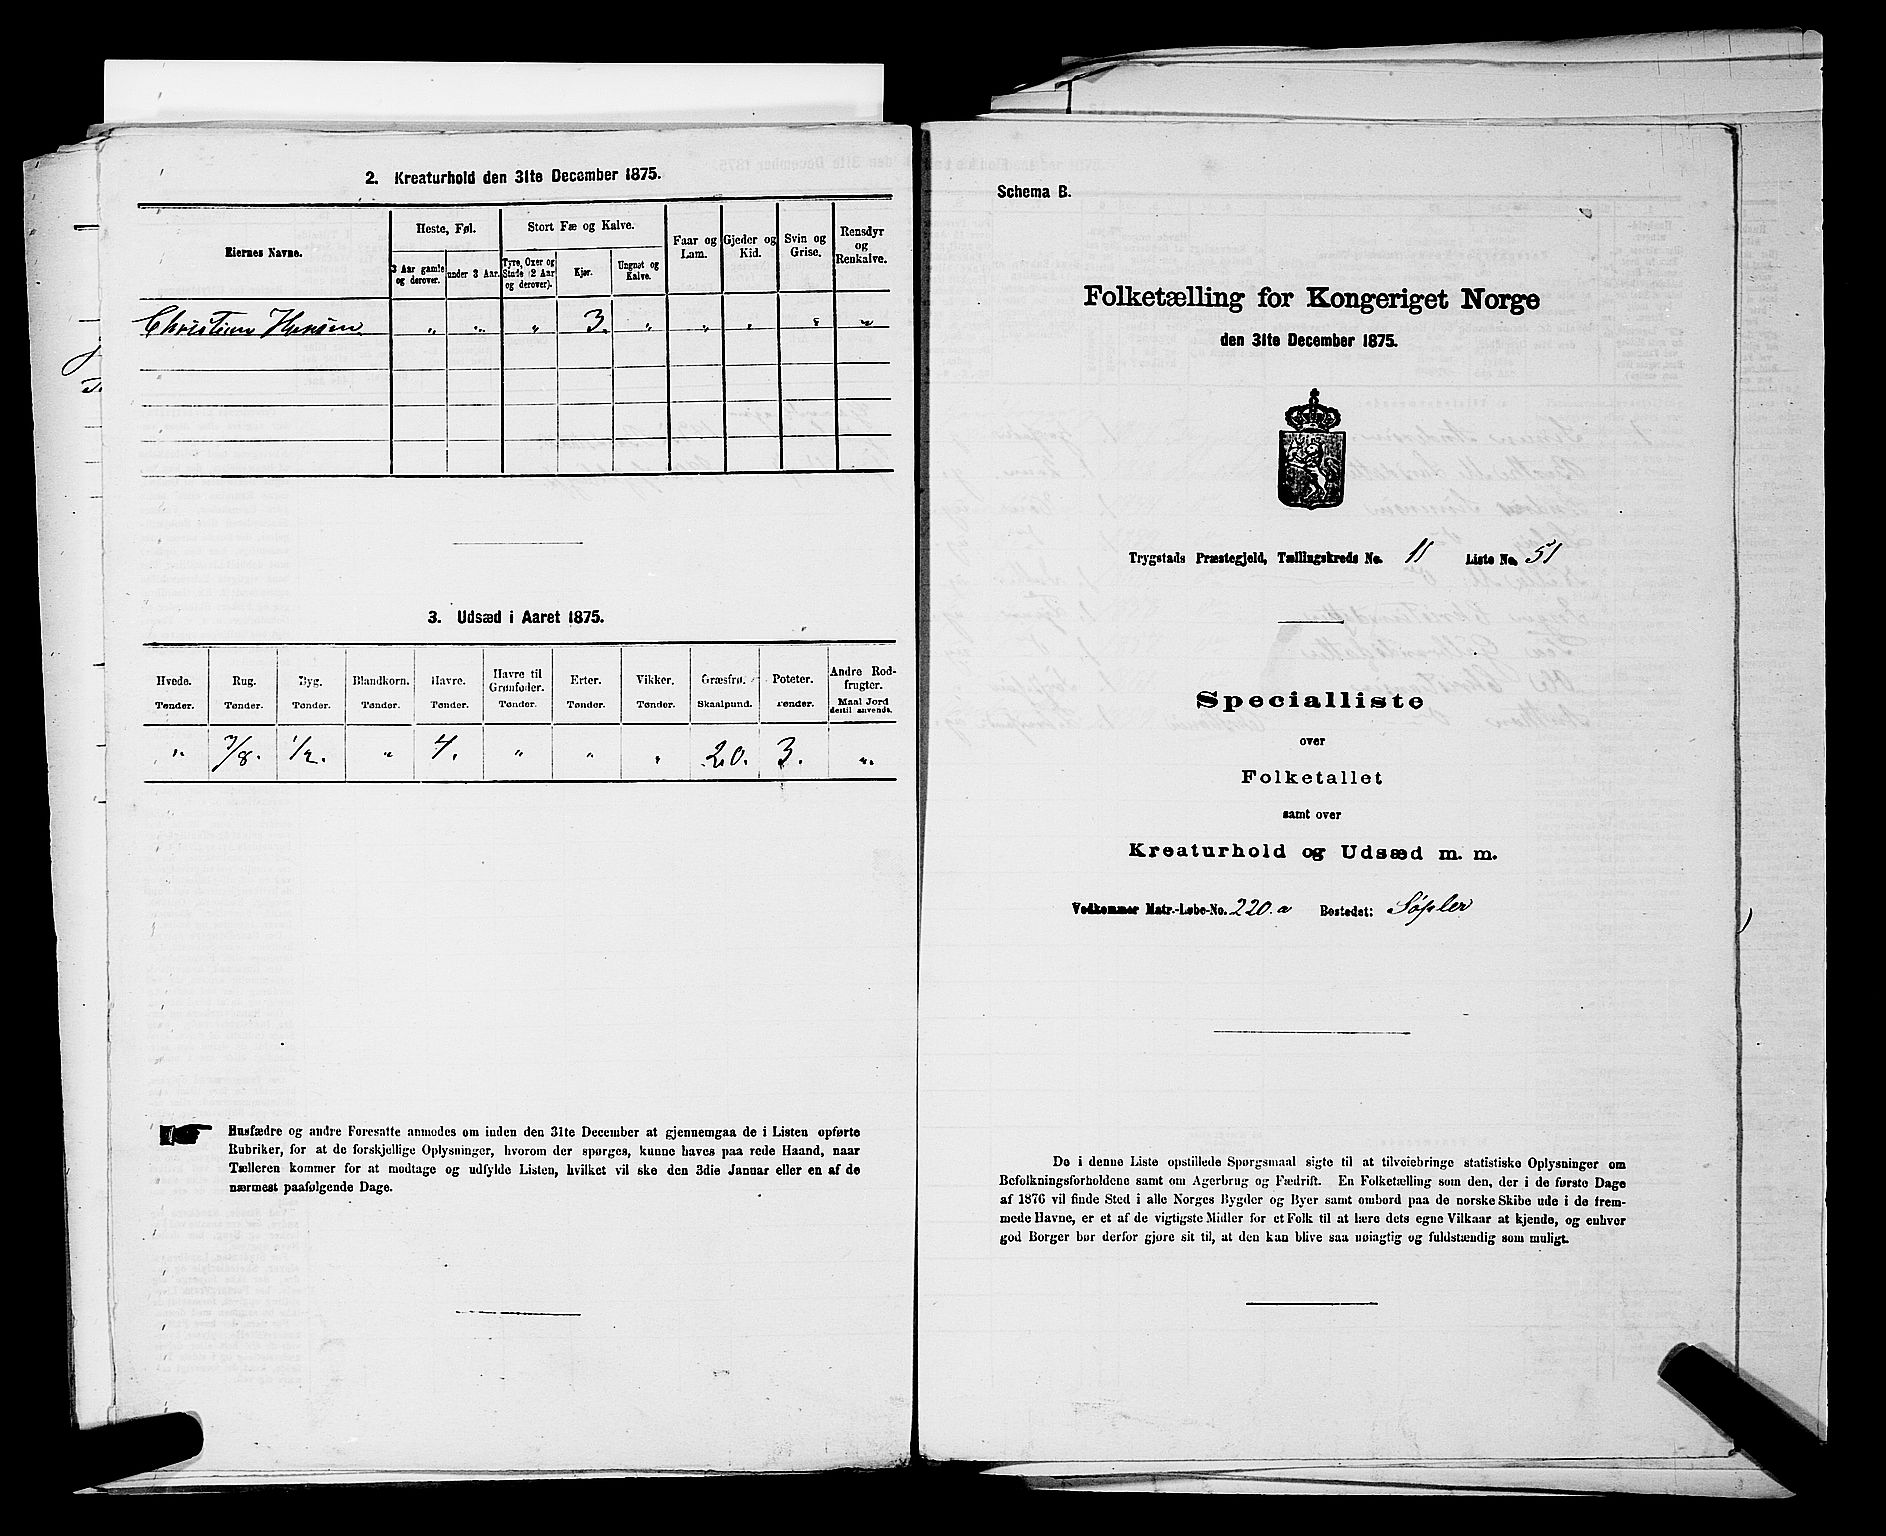 2. Kreaturhold den 31te December 1875.
Eiernes Navne. Heste, Føl. Stort Fæ og Kalve. Faar og Lam. Gjeder og Kid. Svin og Grise. Rensdyr og Renkalve.
3 Aar gamle og derover. under 3 Aar. Tyre, Oxer og Stude (2 Aar og derover). Kjør. Ungnøt og Kalve.
Christian Hansen „ „ „ 3. „ „ „ „ „
3. Udsæd i Aaret 1875.
Hvede. Rug. Byg. Blandkorn. Havre. Havre til Grønfoder. Erter. Vikker. Græsfrø. Poteter. Andre Rodfrugter.
Tønder. Tønder. Tønder. Tønder. Tønder. Tønder. Tønder. Tønder. Skaalpund. Tønder. Maal Jord dertil anvendt.
„ 7/8. 1/2. „ 4. „ „ „ 20. 3. „
Husfædre og andre Foresatte anmodes om inden den 31te December at gjennemgaa de i Listen opførte
Rubriker, for at de forskjellige Oplysninger, hvorom der spørges, kunne haves paa rede Haand, naar
Tælleren kommer for at modtage og udfylde Listen, hvilket vil ske den 3die Januar eller en af de
nærmest paafølgende Dage.
Schema B.
Folketælling for Kongeriget Norge
den 31te December 1875.
Trygstads Præstegjeld, Tællingskreds No. 11 Liste No. 51
Specialliste
over
Folketallet
samt over
Kreaturhold og Udsæd m. m.
Vedkommer Matr.-Løbe-No. 220.a Bostedet: Søpler
De i denne Liste opstillede Spørgsmaal sigte til at tilveiebringe statistiske Oplysninger om
Befolkningsforholdene samt om Agerbrug og Fædrift. En Folketælling som den, der i de første Dage
af 1876 vil finde Sted i alle Norges Bygder og Byer samt ombord paa de norske Skibe ude i de frem-
mede Havne, er et af de vigtigste Midler for et Folk til at lære dets egne Vilkaar at kjende, og enhver
god Borger bør derfor gjøre sit til, at den kan blive saa nøiagtig og fuldstændig som muligt.